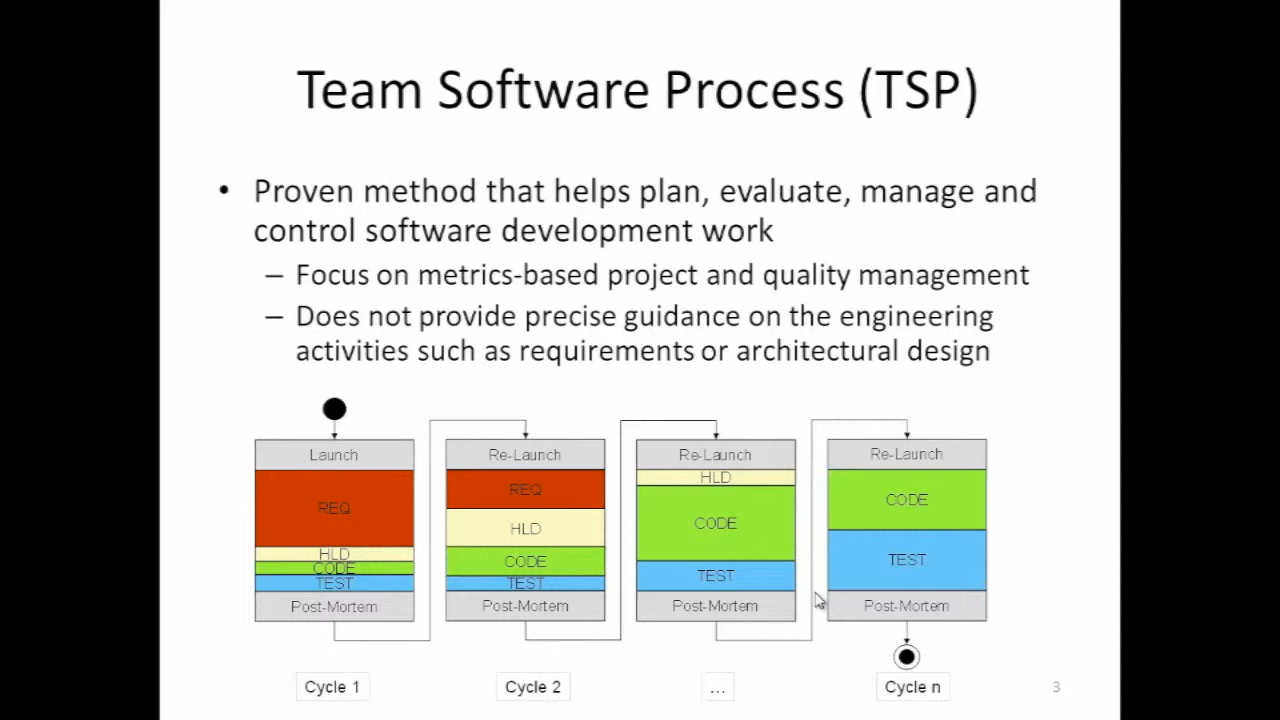 Team Software Process (TSP)
• Proven method that helps plan, evaluate, manage and
control software development work
– Focus on metrics-based project and quality management
– Does not provide precise guidance on the engineering
activities such as requirements or architectural design
Launch
REQ
HLD
CODE
TEST
Post-Mortem
Re-Launch
REQ
HLD
CODE
TEST
Post-Mortem
Re-Launch
HLD
CODE
TEST
Post-Mortem
Re-Launch
CODE
TEST
Post-Mortem
Cycle 1
Cycle 2
...
Cycle n
3